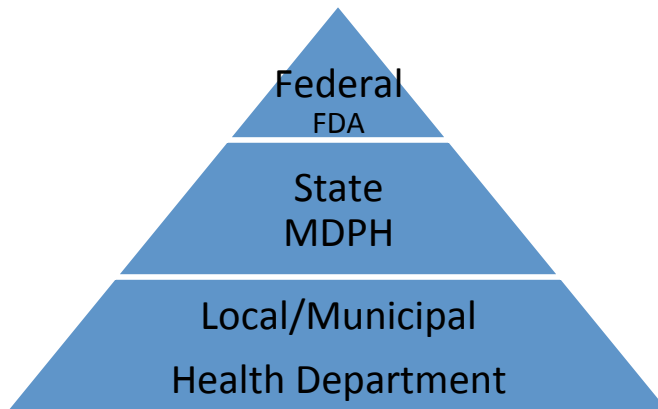 Federal
FDA
State
MDPH
Local/Municipal
Health Department